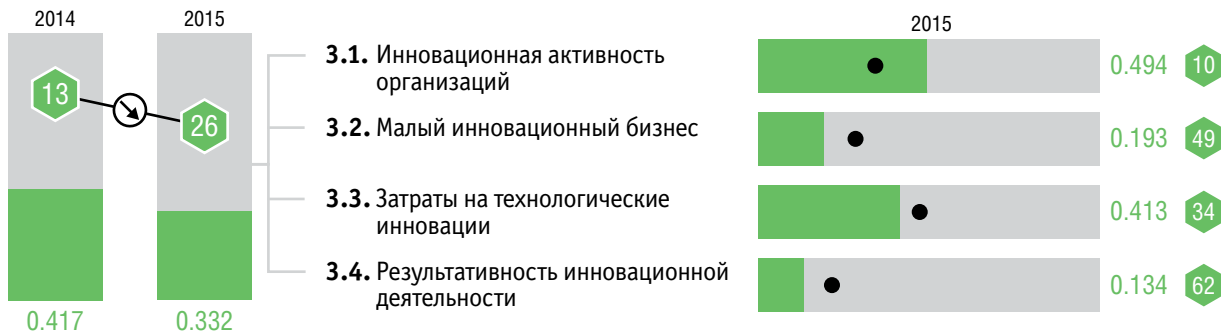 2014
2015
13
26
0.417
0.332
3.1. Инновационная активность
организаций
3.2. Малый инновационный бизнес
3.3. Затраты на технологические
инновации
3.4. Результативность инновационной
деятельности
2015
0.494 10
0.193 49
0.413 34
0.134 62